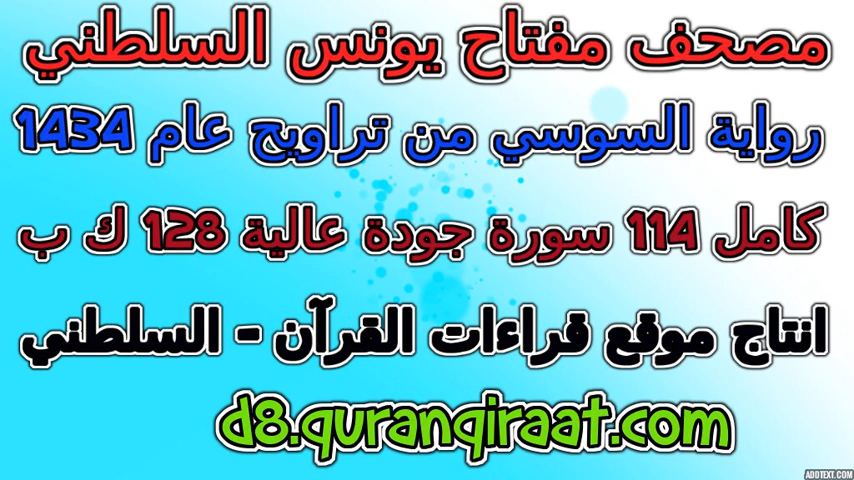 مصحف مفتاح يونس السلطني
رواية السوسي من تراويح عام 1434
كامل 114 سورة جودة عالية 128 ك ب
انتاج موقع قراءات القرآن - السلطني
d8.quranqiraat.com
ADDTEXT.COM